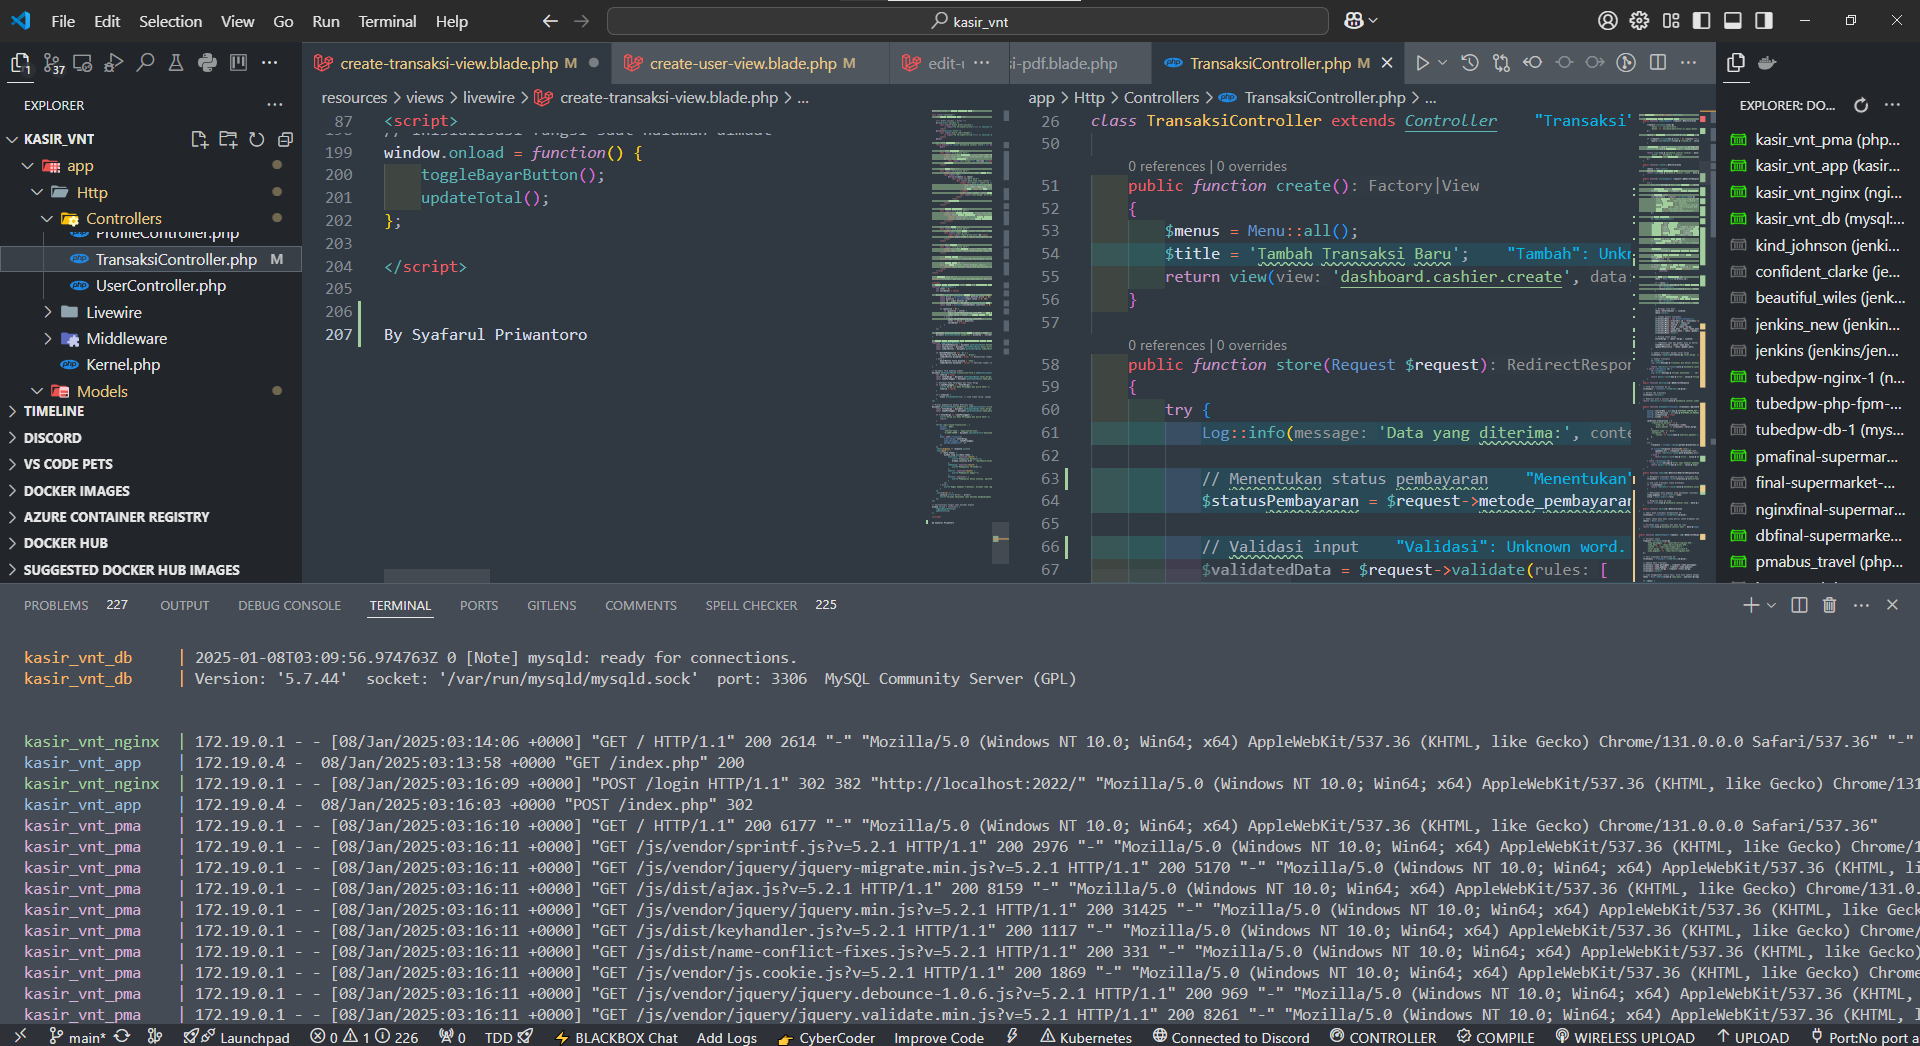 File Edit Selection View Go Run Terminal Help
kasir_vnt
37
create-transaksi-view.blade.php M
create-user-view.blade.php M
edit-u ...
si-pdf.blade.php
TransaksiController.php M
EXPLORER
KASIR_VNT
app
Http
Controllers
ProfileController.php
TransaksiController.php M
UserController.php
Livewire
Middleware
Kernel.php
Models
TIMELINE
DISCORD
VS CODE PETS
DOCKER IMAGES
AZURE CONTAINER REGISTRY
DOCKER HUB
SUGGESTED DOCKER HUB IMAGES
resources > views > livewire > create-transaksi-view.blade.php > ...
87 <script>
199 window.onload = function() {
200 toggleBayarButton();
201 updateTotal();
202 };
203
204 </script>
205
206
207 By Syafarul Priwantoro
app > Http > Controllers > TransaksiController.php > ...
26 class TransaksiController extends Controller "Transaksi"
50
0 references | 0 overrides
51 public function create(): Factory|View
52 {
53 $menus = Menu::all();
54 $title = 'Tambah Transaksi Baru'; "Tambah": Unkr
55 return view(view: 'dashboard.cashier.create', data:
56 }
57
0 references | 0 overrides
58 public function store(Request $request): RedirectRespor
59 {
60 try {
61 Log::info(message: 'Data yang diterima:', conte
62
63 // Menentukan status pembayaran "Menentukan"
64 $statusPembayaran = $request->metode_pembayaran
65
66 // Validasi input "Validasi": Unknown word.
67 $validatedData = $request->validate(rules: [
EXPLORER: DO...
kasir_vnt_pma (php...
kasir_vnt_app (kasir...
kasir_vnt_nginx (ngi...
kasir_vnt_db (mysql:...
kind_johnson (jenki...
confident_clarke (je...
beautiful_wiles (jenk...
jenkins_new (jenkin...
jenkins (jenkins/jen...
tubedpw-nginx-1 (n...
tubedpw-php-fpm-...
tubedpw-db-1 (mys...
pmafinal-supermar...
final-supermarket-...
nginxfinal-supermar...
dbfinal-supermarke...
pmabus_travel (php...
PROBLEMS 227 OUTPUT DEBUG CONSOLE TERMINAL PORTS GITLENS COMMENTS SPELL CHECKER 225
kasir_vnt_db | 2025-01-08T03:09:56.974763Z 0 [Note] mysqld: ready for connections.
kasir_vnt_db | Version: '5.7.44' socket: '/var/run/mysqld/mysqld.sock' port: 3306 MySQL Community Server (GPL)
kasir_vnt_nginx | 172.19.0.1 - - [08/Jan/2025:03:14:06 +0000] "GET / HTTP/1.1" 200 2614 "-" "Mozilla/5.0 (Windows NT 10.0; Win64; x64) AppleWebKit/537.36 (KHTML, like Gecko) Chrome/131.0.0.0 Safari/537.36" "-"
kasir_vnt_app | 172.19.0.4 - 08/Jan/2025:03:13:58 +0000 "GET /index.php" 200
kasir_vnt_nginx | 172.19.0.1 - - [08/Jan/2025:03:16:09 +0000] "POST /login HTTP/1.1" 302 382 "http://localhost:2022/" "Mozilla/5.0 (Windows NT 10.0; Win64; x64) AppleWebKit/537.36 (KHTML, like Gecko) Chrome/131
kasir_vnt_app | 172.19.0.4 - 08/Jan/2025:03:16:03 +0000 "POST /index.php" 302
kasir_vnt_pma | 172.19.0.1 - - [08/Jan/2025:03:16:10 +0000] "GET / HTTP/1.1" 200 6177 "-" "Mozilla/5.0 (Windows NT 10.0; Win64; x64) AppleWebKit/537.36 (KHTML, like Gecko) Chrome/131.0.0.0 Safari/537.36"
kasir_vnt_pma | 172.19.0.1 - - [08/Jan/2025:03:16:11 +0000] "GET /js/vendor/sprintf.js?v=5.2.1 HTTP/1.1" 200 2976 "-" "Mozilla/5.0 (Windows NT 10.0; Win64; x64) AppleWebKit/537.36 (KHTML, like Gecko) Chrome/1
kasir_vnt_pma | 172.19.0.1 - - [08/Jan/2025:03:16:11 +0000] "GET /js/vendor/jquery/jquery-migrate.min.js?v=5.2.1 HTTP/1.1" 200 5170 "-" "Mozilla/5.0 (Windows NT 10.0; Win64; x64) AppleWebKit/537.36 (KHTML, li
kasir_vnt_pma | 172.19.0.1 - - [08/Jan/2025:03:16:11 +0000] "GET /js/dist/ajax.js?v=5.2.1 HTTP/1.1" 200 8159 "-" "Mozilla/5.0 (Windows NT 10.0; Win64; x64) AppleWebKit/537.36 (KHTML, like Gecko) Chrome/131.0.
kasir_vnt_pma | 172.19.0.1 - - [08/Jan/2025:03:16:11 +0000] "GET /js/vendor/jquery/jquery.min.js?v=5.2.1 HTTP/1.1" 200 31425 "-" "Mozilla/5.0 (Windows NT 10.0; Win64; x64) AppleWebKit/537.36 (KHTML, like Geck
kasir_vnt_pma | 172.19.0.1 - - [08/Jan/2025:03:16:11 +0000] "GET /js/dist/keyhandler.js?v=5.2.1 HTTP/1.1" 200 1117 "-" "Mozilla/5.0 (Windows NT 10.0; Win64; x64) AppleWebKit/537.36 (KHTML, like Gecko) Chrome/
kasir_vnt_pma | 172.19.0.1 - - [08/Jan/2025:03:16:11 +0000] "GET /js/dist/name-conflict-fixes.js?v=5.2.1 HTTP/1.1" 200 331 "-" "Mozilla/5.0 (Windows NT 10.0; Win64; x64) AppleWebKit/537.36 (KHTML, like Gecko)
kasir_vnt_pma | 172.19.0.1 - - [08/Jan/2025:03:16:11 +0000] "GET /js/vendor/js.cookie.js?v=5.2.1 HTTP/1.1" 200 1869 "-" "Mozilla/5.0 (Windows NT 10.0; Win64; x64) AppleWebKit/537.36 (KHTML, like Gecko) Chrome
kasir_vnt_pma | 172.19.0.1 - - [08/Jan/2025:03:16:11 +0000] "GET /js/vendor/jquery/jquery.debounce-1.0.6.js?v=5.2.1 HTTP/1.1" 200 969 "-" "Mozilla/5.0 (Windows NT 10.0; Win64; x64) AppleWebKit/537.36 (KHTML,
kasir_vnt_pma | 172.19.0.1 - - [08/Jan/2025:03:16:11 +0000] "GET /js/vendor/jquery/jquery.validate.min.js?v=5.2.1 HTTP/1.1" 200 8261 "-" "Mozilla/5.0 (Windows NT 10.0; Win64; x64) AppleWebKit/537.36 (KHTML, l
main* Launchpad 0 1 226 0 TDD BLACKBOX Chat Add Logs CyberCoder Improve Code Kubernetes Connected to Discord CONTROLLER COMPILE WIRELESS UPLOAD UPLOAD Port:No port a